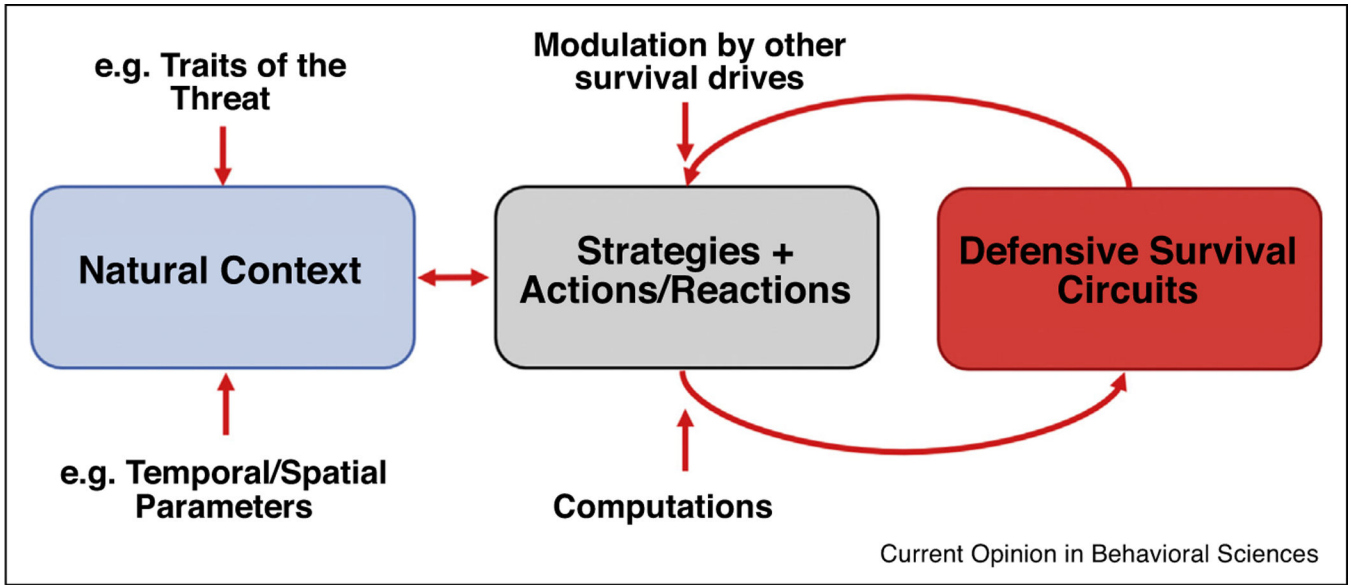 e.g. Traits of the
Threat
Modulation by other
survival drives
Natural Context
Strategies +
Actions/Reactions
Defensive Survival
Circuits
e.g. Temporal/Spatial
Parameters
Computations
Current Opinion in Behavioral Sciences